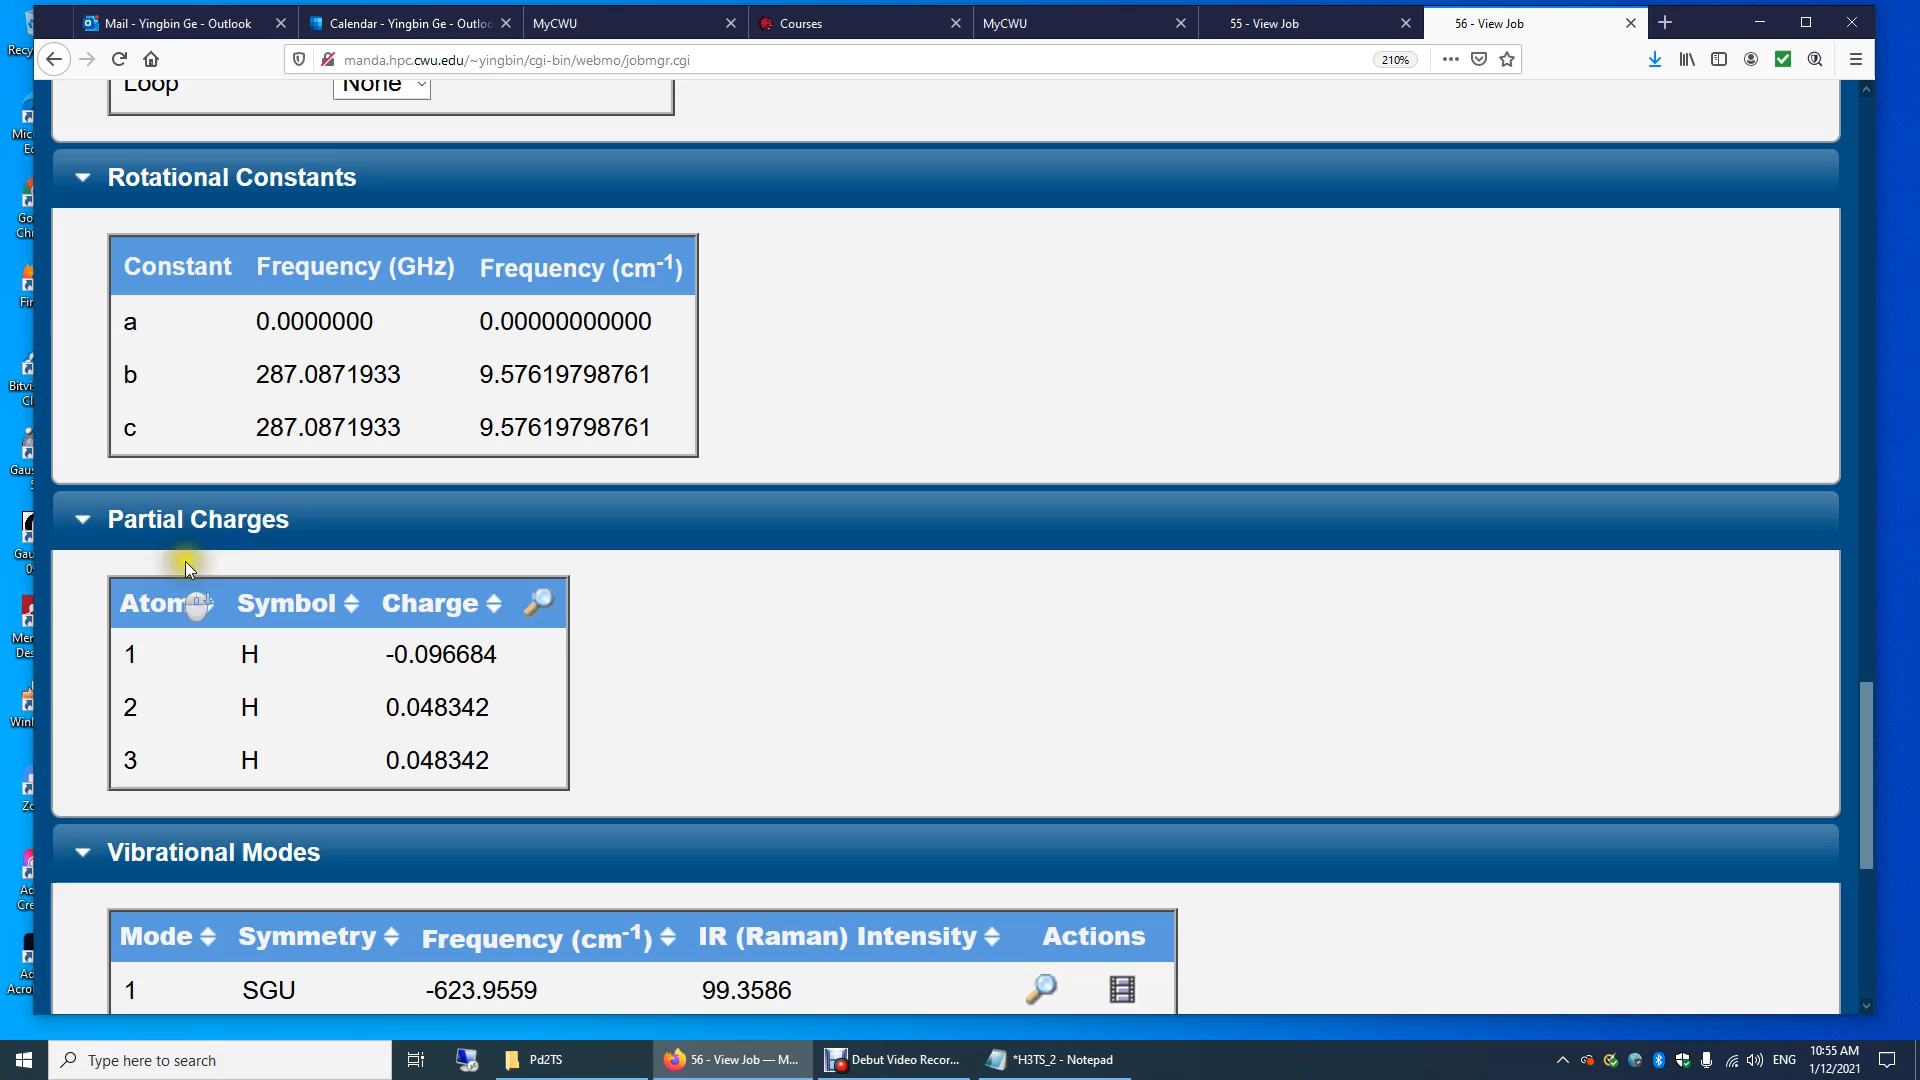 Mail - Yingbin Ge - Outlook
Calendar - Yingbin Ge - Outloo
MyCWU
Courses
MyCWU
55 - View Job
56 - View Job
manda.hpc.cwu.edu/~yingbin/cgi-bin/webmo/jobmgr.cgi
210%
Loop None
Rotational Constants
Constant Frequency (GHz) Frequency (cm-1)
a 0.0000000 0.00000000000
b 287.0871933 9.57619798761
c 287.0871933 9.57619798761
Partial Charges
Atom Symbol Charge
1 H -0.096684
2 H 0.048342
3 H 0.048342
Vibrational Modes
Mode Symmetry Frequency (cm-1) IR (Raman) Intensity Actions
1 SGU -623.9559 99.3586
Type here to search
Pd2TS
56 - View Job — M...
Debut Video Recor...
*H3TS_2 - Notepad
ENG
10:55 AM
1/12/2021